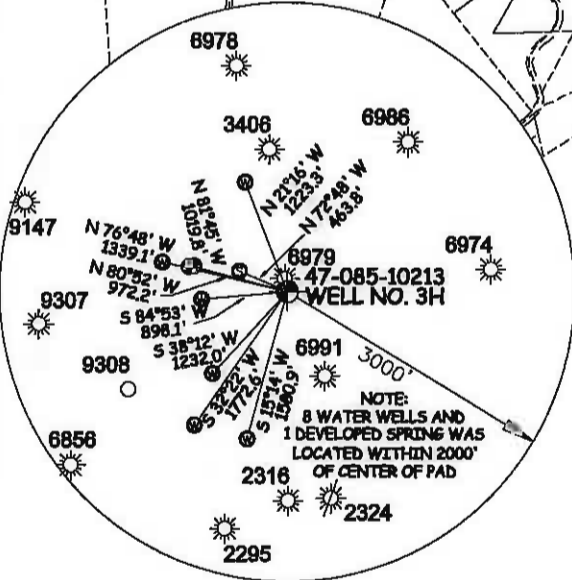 6978
3406
6986
N 21°16' W
1223.3'
N 72°48' W
463.8'
N 81°45' W
1019.8'
9147
N 76°48' W
1339.1'
6979
6974
N 80°52' W
972.2'
47-085-10213
WELL NO. 3H
9307
S 84°53' W
898.1'
S 38°12' W
1232.0'
9308
6991
3000'
S 32°22' W
1772.6'
S 15°14' W
1580.9'
NOTE:
8 WATER WELLS AND
1 DEVELOPED SPRING WAS
LOCATED WITHIN 2000'
OF CENTER OF PAD
6856
2316
2324
2295
W
W
W
W
W
W
W